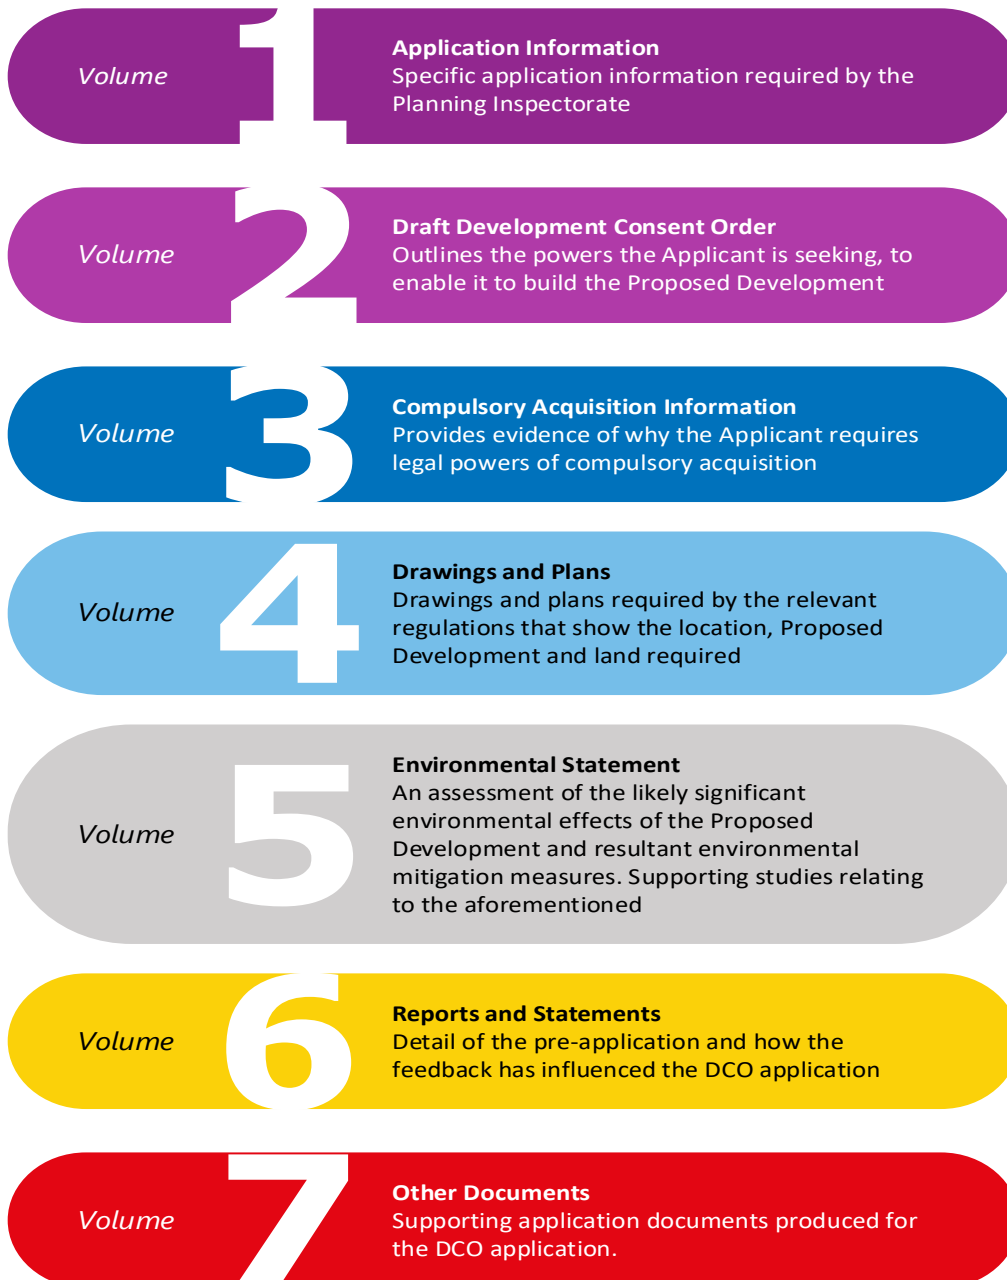 Volume
1
Application Information
Specific application information required by the
Planning Inspectorate
Volume
2
Draft Development Consent Order
Outlines the powers the Applicant is seeking, to
enable it to build the Proposed Development
Volume
3
Compulsory Acquisition Information
Provides evidence of why the Applicant requires
legal powers of compulsory acquisition
Volume
4
Drawings and Plans
Drawings and plans required by the relevant
regulations that show the location, Proposed
Development and land required
Volume
5
Environmental Statement
An assessment of the likely significant
environmental effects of the Proposed
Development and resultant environmental
mitigation measures. Supporting studies relating
to the aforementioned
Volume
6
Reports and Statements
Detail of the pre-application and how the
feedback has influenced the DCO application
Volume
7
Other Documents
Supporting application documents produced for
the DCO application.